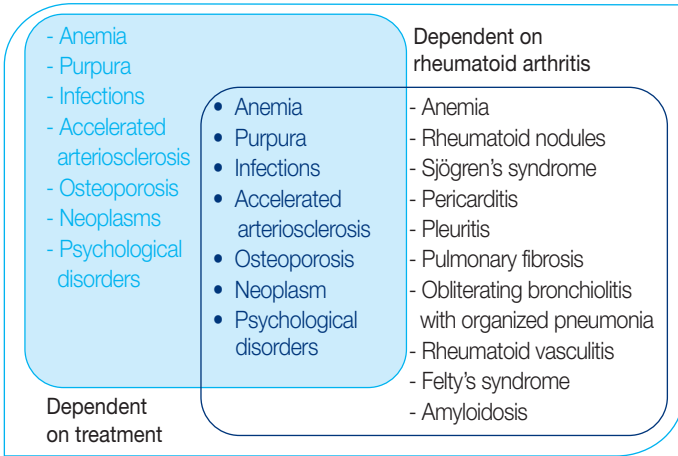 - Anemia
- Purpura
- Infections
- Accelerated
arteriosclerosis
- Osteoporosis
- Neoplasms
- Psychological
disorders
Dependent
on treatment
• Anemia
• Purpura
• Infections
• Accelerated
arteriosclerosis
• Osteoporosis
• Neoplasm
• Psychological
disorders
Dependent on
rheumatoid arthritis
- Anemia
- Rheumatoid nodules
- Sjögren's syndrome
- Pericarditis
- Pleuritis
- Pulmonary fibrosis
- Obliterating bronchiolitis
with organized pneumonia
- Rheumatoid vasculitis
- Felty's syndrome
- Amyloidosis